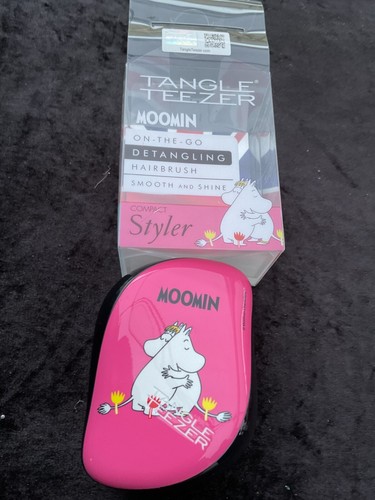 TANGLE
TEEZER®
MOOMIN
ON-THE-GO
DETANGLING
HAIRBRUSH
SMOOTH AND SHINE
COMPACT
Styler
MOOMIN
TANGLE
TEEZER